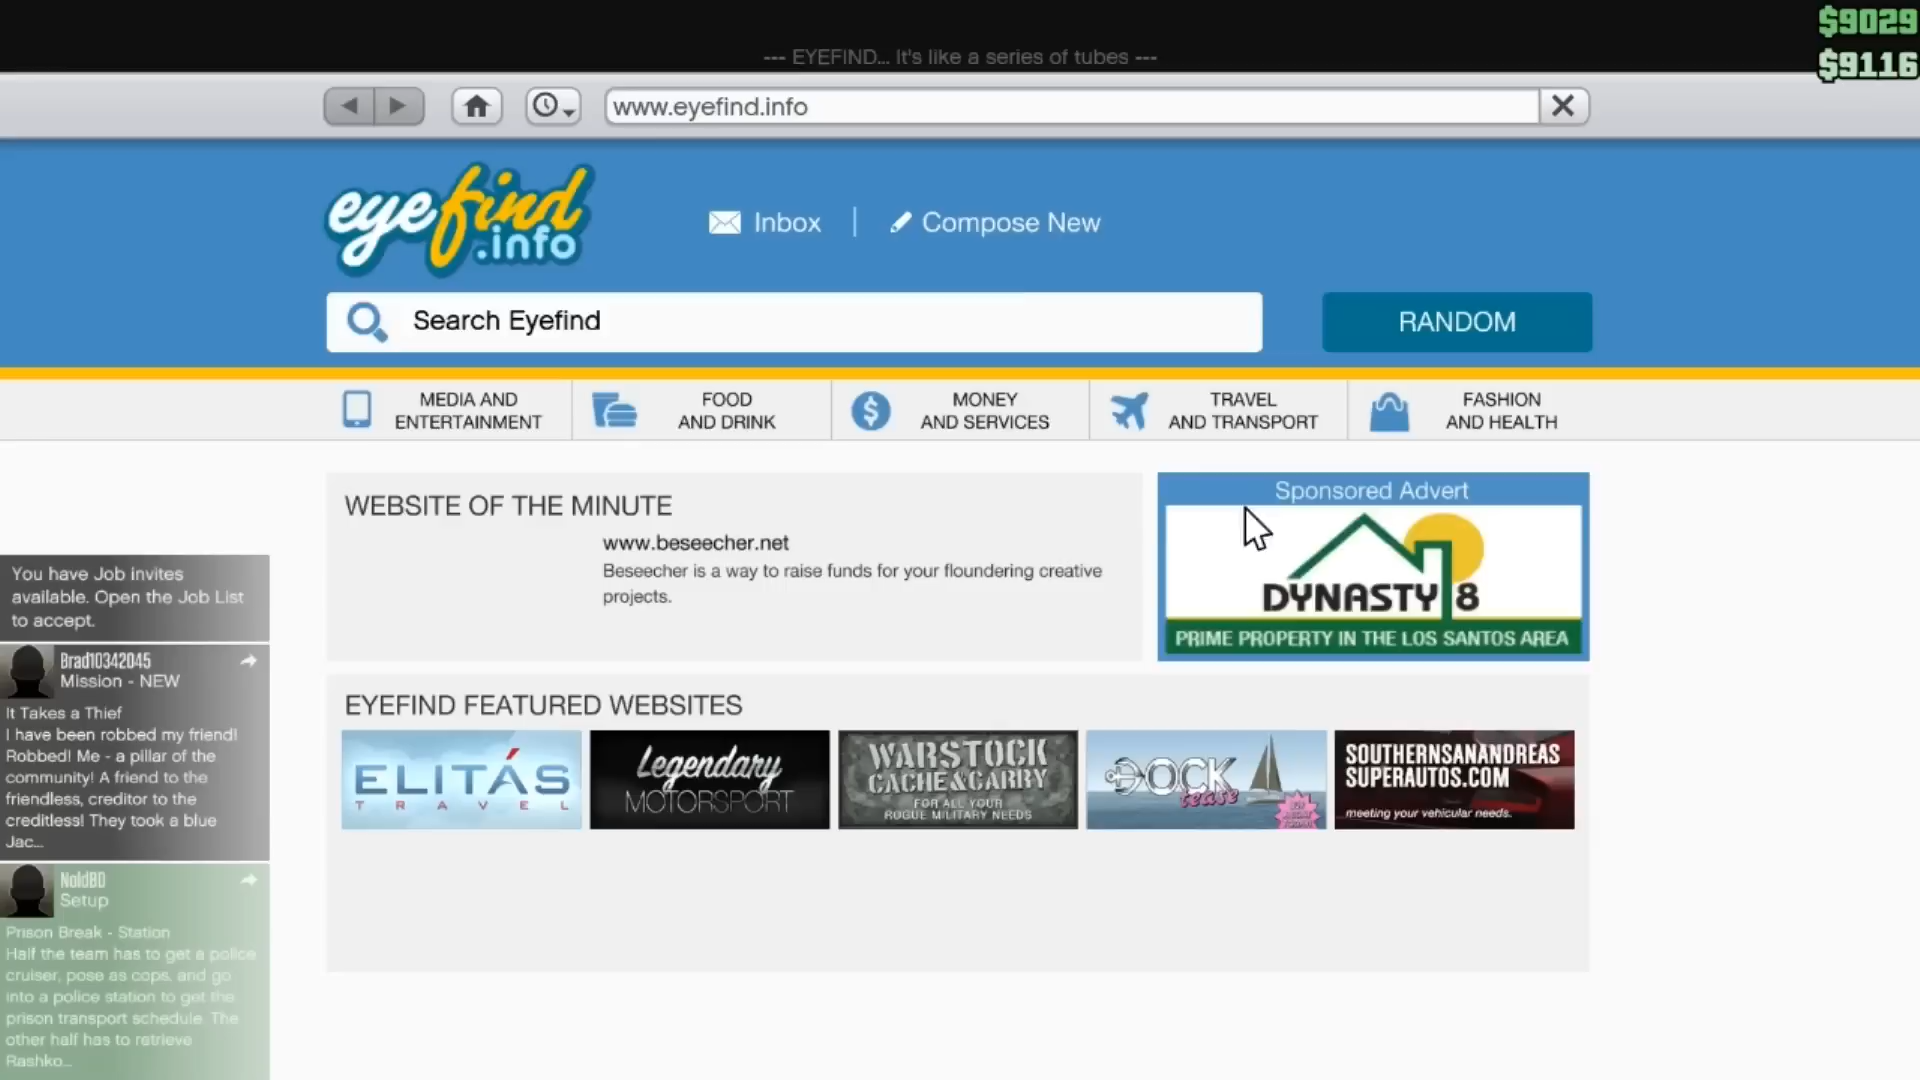 $9029
$9116
--- EYEFIND... It's like a series of tubes ---
www.eyefind.info
eyefind
.info
Inbox
Compose New
Search Eyefind
RANDOM
MEDIA AND
ENTERTAINMENT
FOOD
AND DRINK
MONEY
AND SERVICES
TRAVEL
AND TRANSPORT
FASHION
AND HEALTH
WEBSITE OF THE MINUTE
www.beseecher.net
Beseecher is a way to raise funds for your floundering creative
projects.
Sponsored Advert
DYNASTY 8
PRIME PROPERTY IN THE LOS SANTOS AREA
EYEFIND FEATURED WEBSITES
ELITÁS
TRAVEL
Legendary
MOTORSPORT
WARSTOCK
CACHE & CARRY
FOR ALL YOUR
ROGUE MILITARY NEEDS
DOCK
tease
SOUTHERNSANANDREAS
SUPERAUTOS.COM
meeting your vehicular needs.
You have Job invites
available. Open the Job List
to accept.
Brad10342045
Mission - NEW
It Takes a Thief
I have been robbed my friend!
Robbed! Me - a pillar of the
community! A friend to the
friendless, creditor to the
creditless! They took a blue
Jac...
NoldBD
Setup
Prison Break - Station
Half the team has to get a police
cruiser, pose as cops, and go
into a police station to get the
prison transport schedule. The
other half has to retrieve
Rashko...